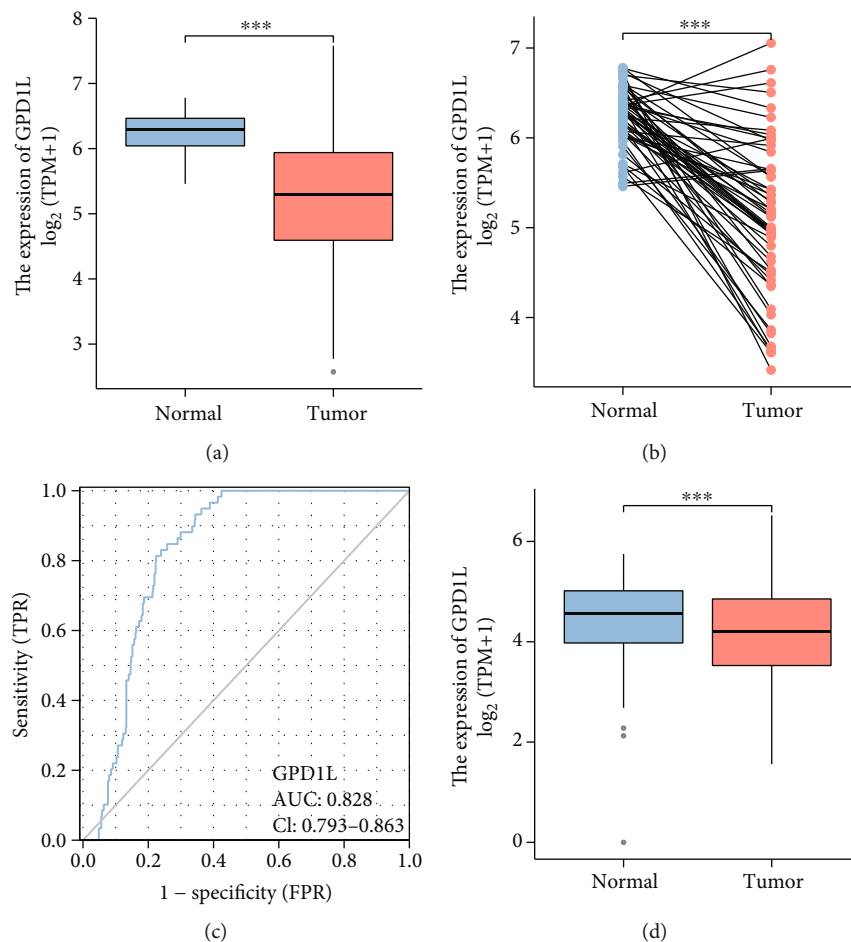 The expression of GPD1L
log₂ (TPM+1)
8
7
6
5
4
3
***
Normal
Tumor
(a)
The expression of GPD1L
log₂ (TPM+1)
7
6
5
4
***
Normal
Tumor
(b)
Sensitivity (TPR)
1.0
0.8
0.6
0.4
0.2
0.0
GPD1L
AUC: 0.828
CI: 0.793–0.863
0.0
0.2
0.4
0.6
0.8
1.0
1 – specificity (FPR)
(c)
The expression of GPD1L
log₂ (TPM+1)
6
4
2
0
***
Normal
Tumor
(d)